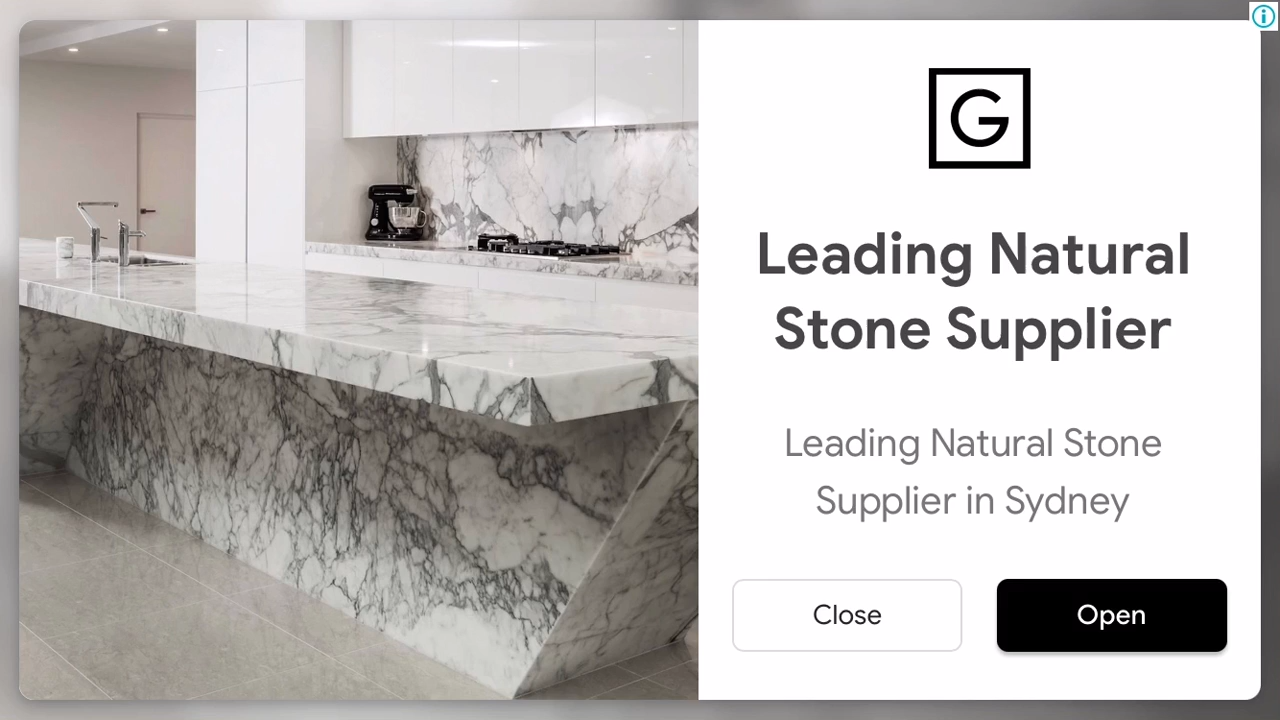 G
Leading Natural
Stone Supplier
Leading Natural Stone
Supplier in Sydney
Close
Open